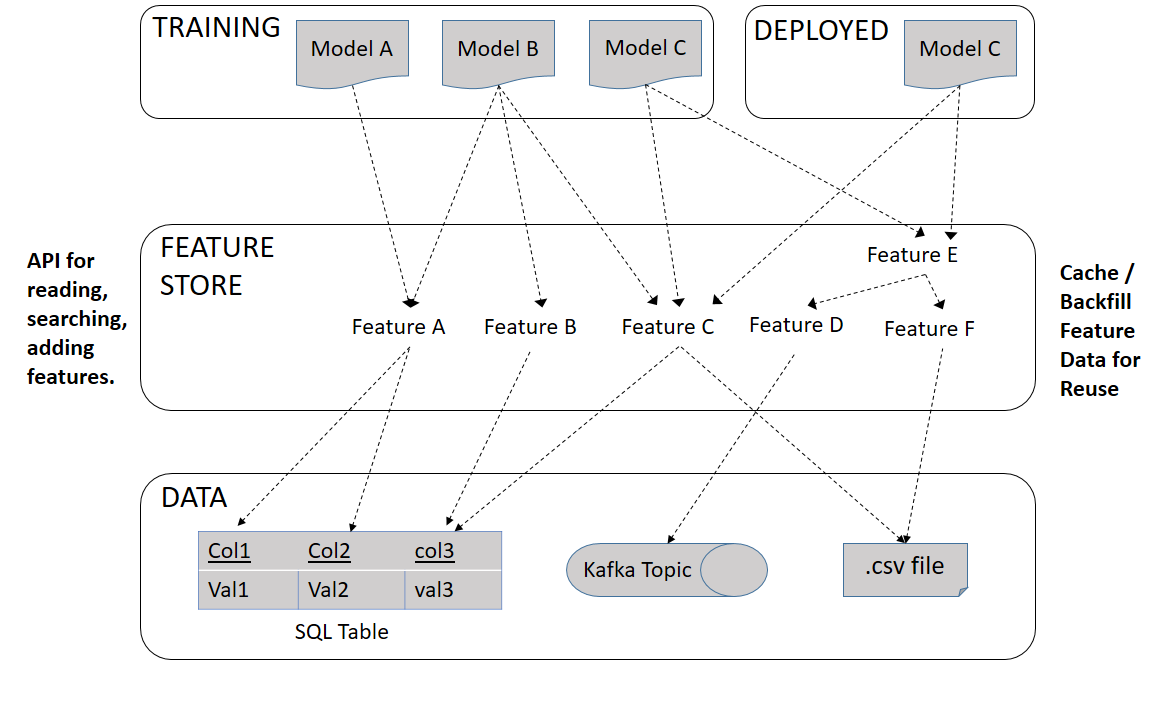 TRAINING
Model A
Model B
Model C
DEPLOYED
Model C
API for
reading,
searching,
adding
features.
FEATURE
STORE
Feature E
Feature A
Feature B
Feature C
Feature D
Feature F
Cache /
Backfill
Feature
Data for
Reuse
DATA
Col1 Col2 col3
Val1 Val2 val3
SQL Table
Kafka Topic
.csv file